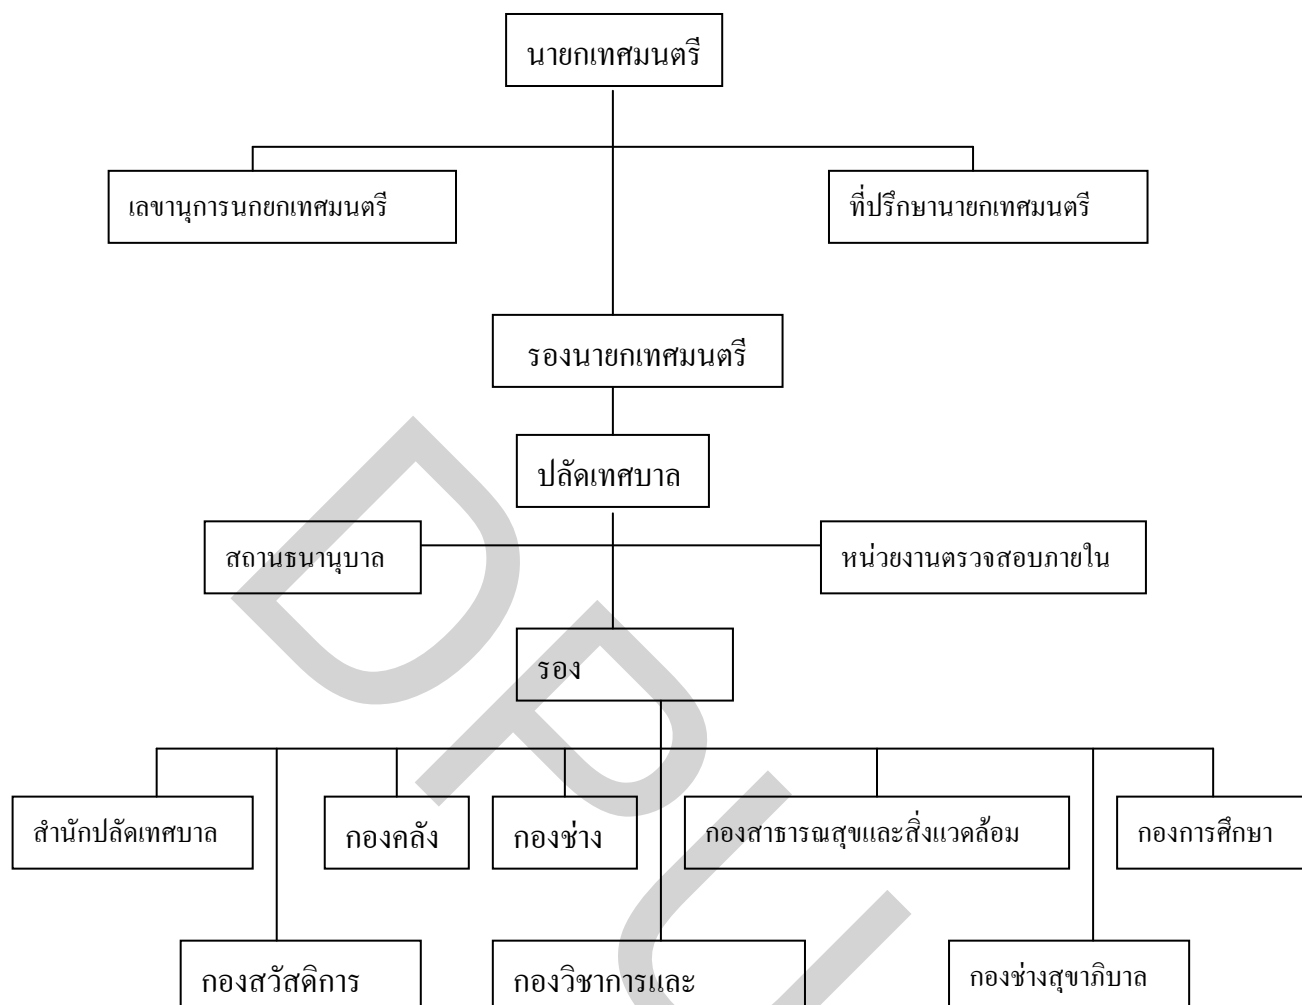 นายกเทศมนตรี
เลขานุการนกยกเทศมนตรี
ที่ปรึกษานายกเทศมนตรี
รองนายกเทศมนตรี
ปลัดเทศบาล
สถานธนานุบาล
หน่วยงานตรวจสอบภายใน
รอง
สำนักปลัดเทศบาล
กองคลัง
กองช่าง
กองสาธารณสุขและสิ่งแวดล้อม
กองการศึกษา
กองสวัสดิการ
กองวิชาการและ
กองช่างสุขาภิบาล
DPU